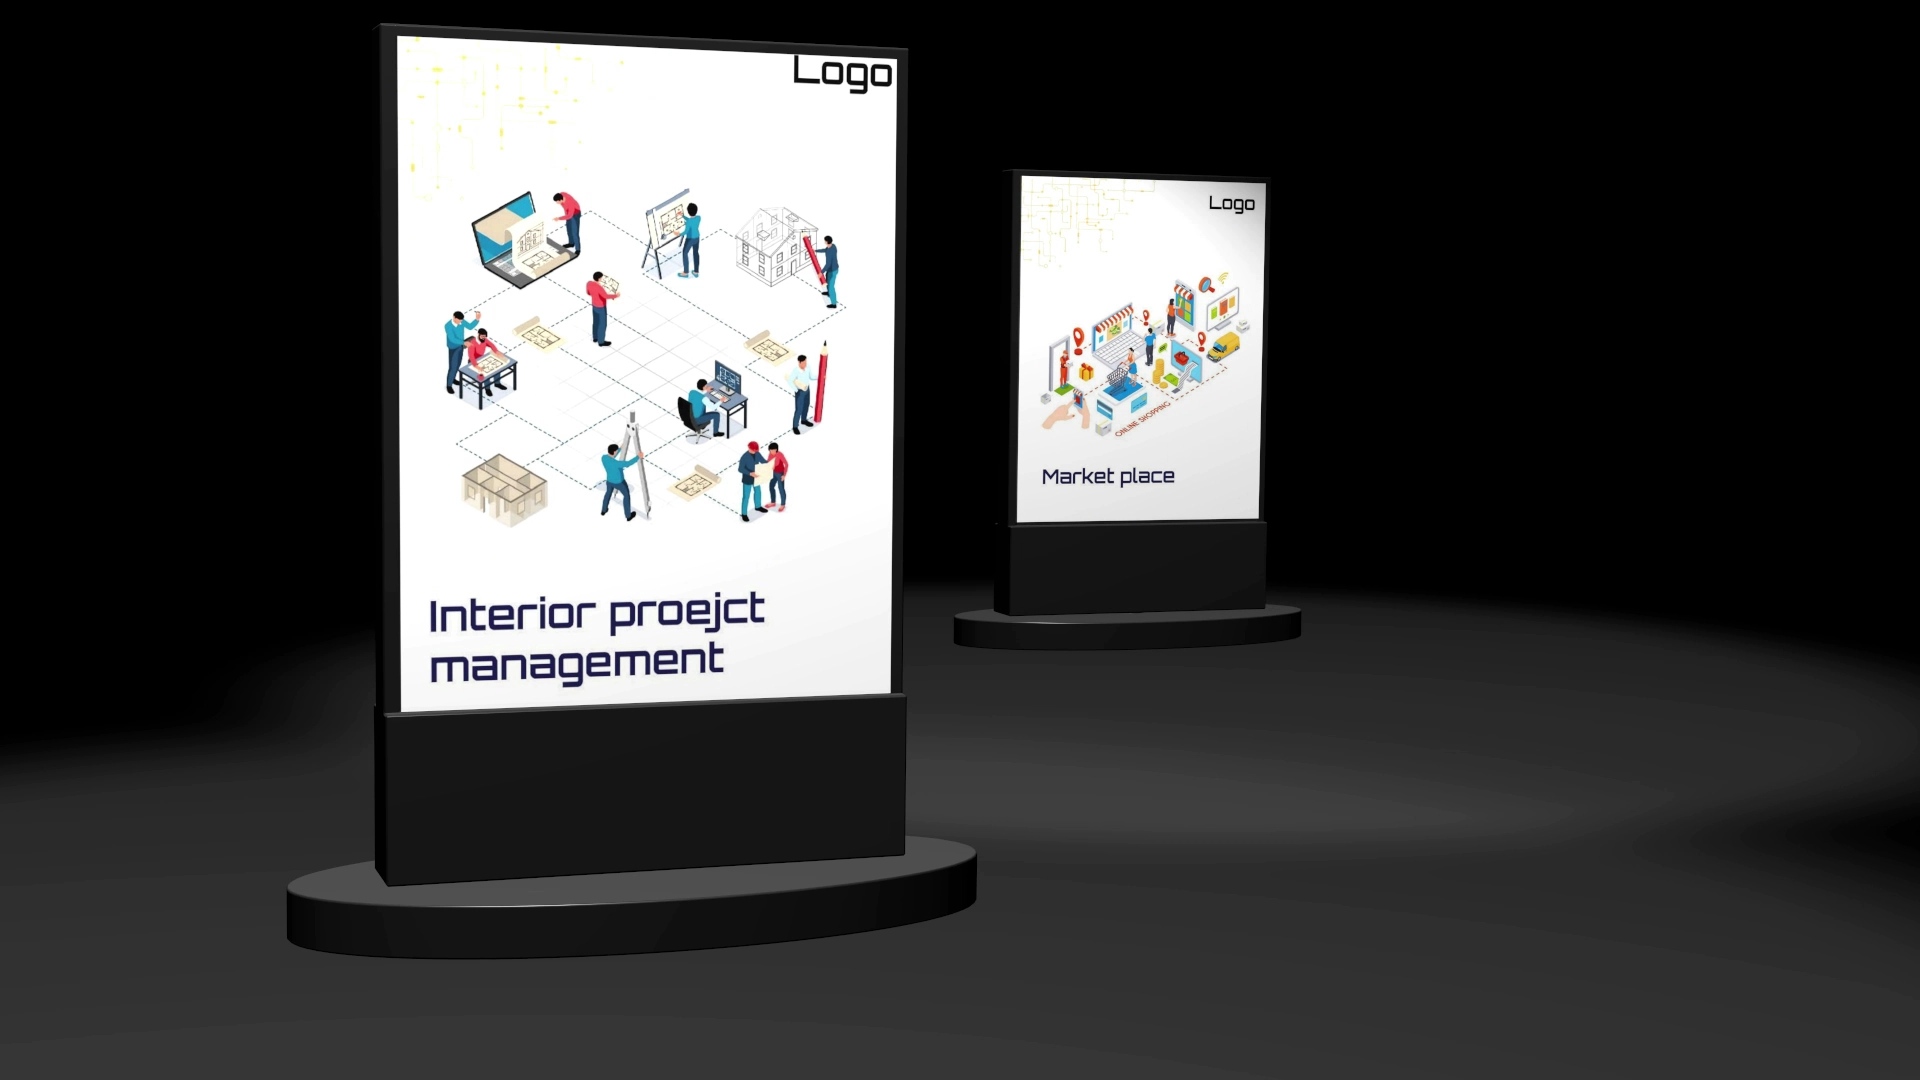 Logo
Interior proejct
management
Logo
ONLINE SHOPPING
Market place